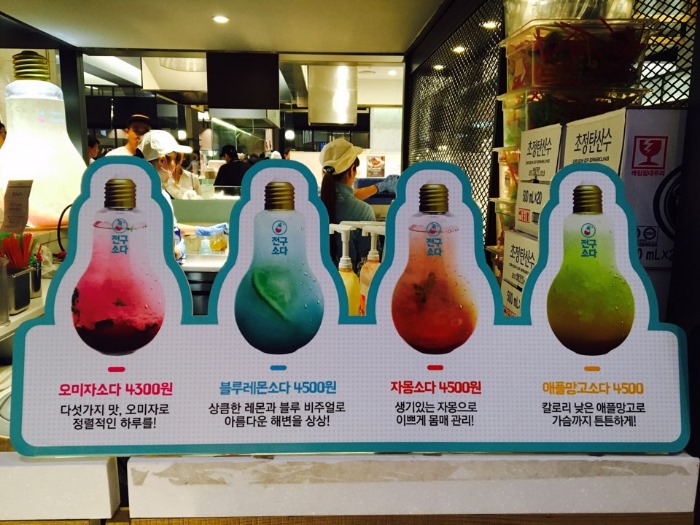 전구
소다
전구
소다
전구
소다
전구
소다
오미자소다 4300원
다섯가지 맛, 오미자로
정렬적인 하루를!
블루레몬소다 4500원
상큼한 레몬과 블루 비주얼로
아름다운 해변을 상상!
자몽소다 4500원
생기있는 자몽으로
이쁘게 몸매 관리!
애플망고소다 4500
칼로리 낮은 애플망고로
가슴까지 튼튼하게!
초정탄산수
초정탄산수
초정탄산수
500 mL×20